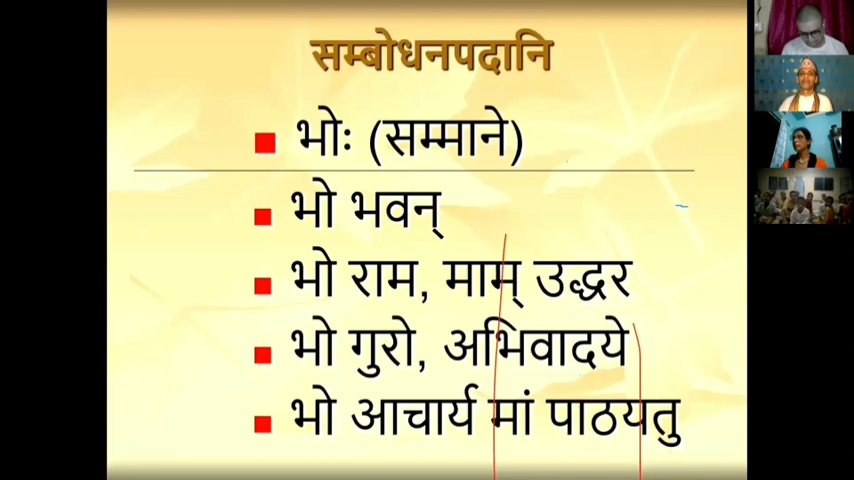 सम्बोधनपदानि
भोः (सम्माने)
भो भवन्
भो राम, माम् उद्धर
भो गुरो, अभिवादये
भो आचार्य मां पाठयतु